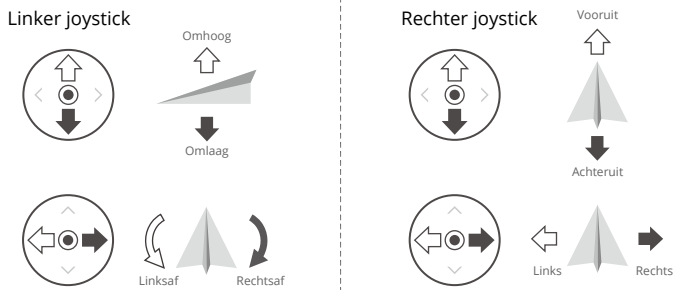 Linker joystick
Omhoog
Omlaag
Linksaf
Rechtsaf
Rechter joystick
Vooruit
Achteruit
Links
Rechts